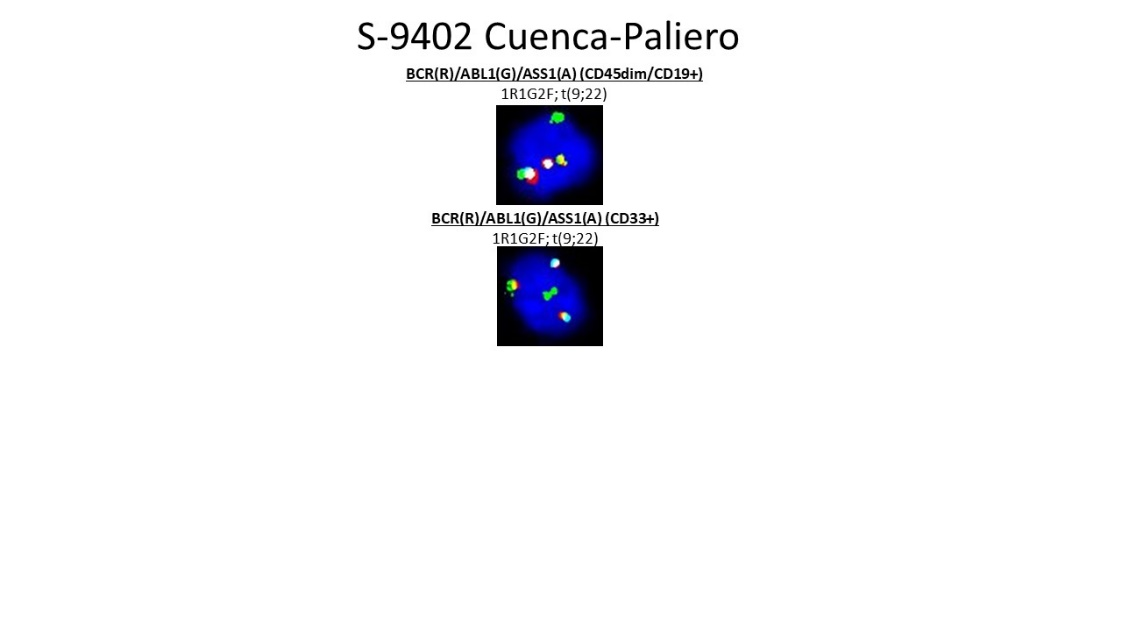 S-9402 Cuenca-Paliero
BCR(R)/ABL1(G)/ASS1(A) (CD45dim/CD19+)
1R1G2F; t(9;22)
BCR(R)/ABL1(G)/ASS1(A) (CD33+)
1R1G2F; t(9;22)